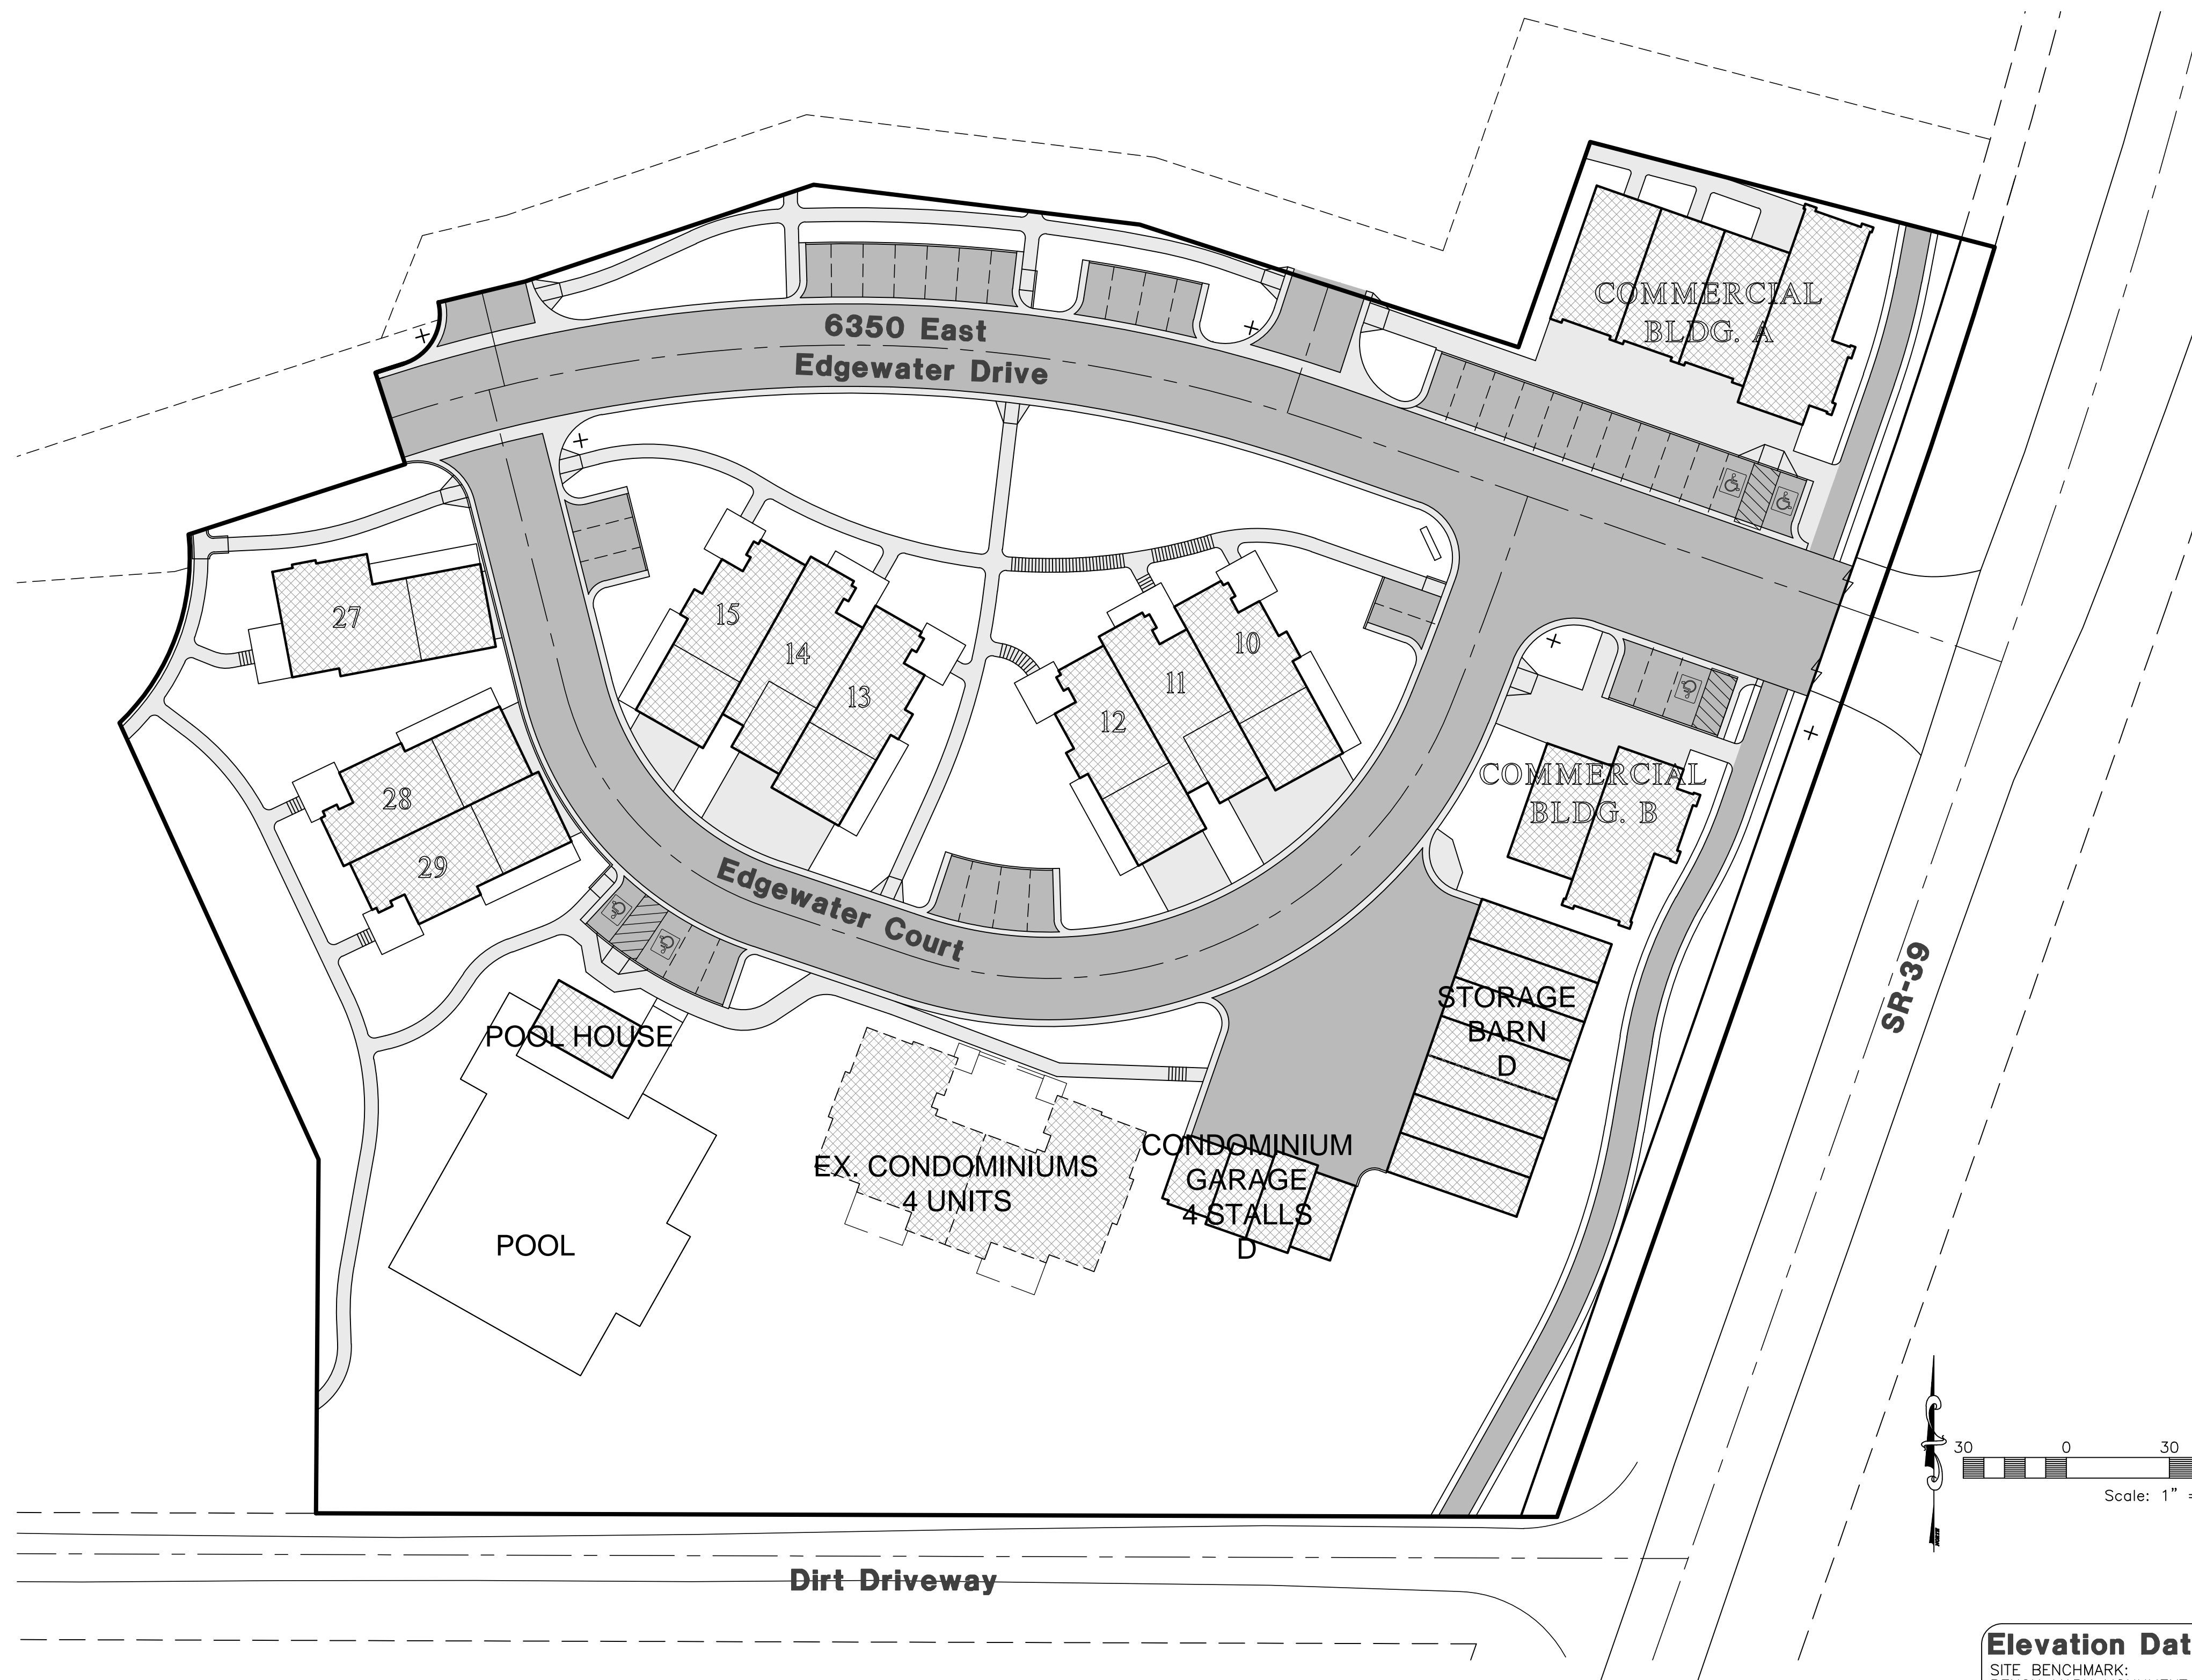 COMMERCIAL
BLDG. A
6350 East
Edgewater Drive
27
15
14
13
12
11
10
28
29
COMMERCIAL
BLDG. B
Edgewater Court
POOL HOUSE
STORAGE
BARN
D
SR-39
EX. CONDOMINIUMS
4 UNITS
CONDOMINIUM
GARAGE
4 STALLS
D
POOL
30 0 30
Scale: 1" =
Dirt Driveway
Elevation Dat
SITE BENCHMARK: